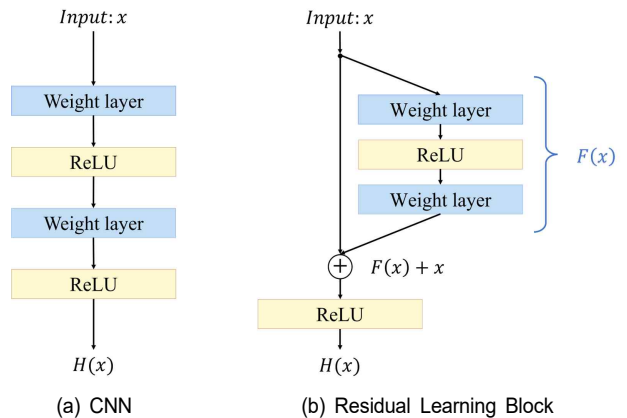 Input: x
Weight layer
ReLU
Weight layer
ReLU
H(x)
(a) CNN
Input: x
Weight layer
ReLU
Weight layer
F(x)
+
F(x) + x
ReLU
H(x)
(b) Residual Learning Block